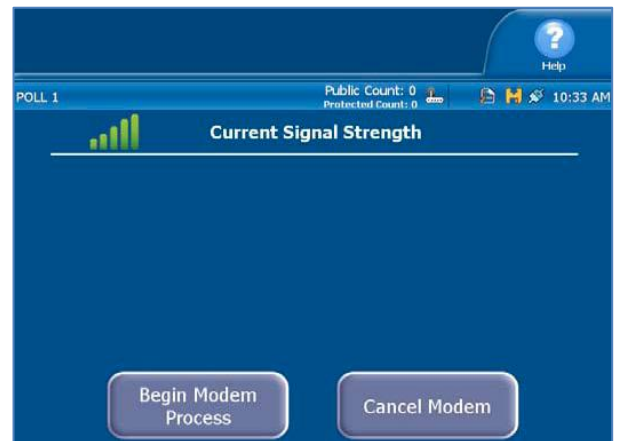 ?
Help
POLL 1
Public Count: 0
Protected Count: 0
10:33 AM
Current Signal Strength
Begin Modem
Process
Cancel Modem